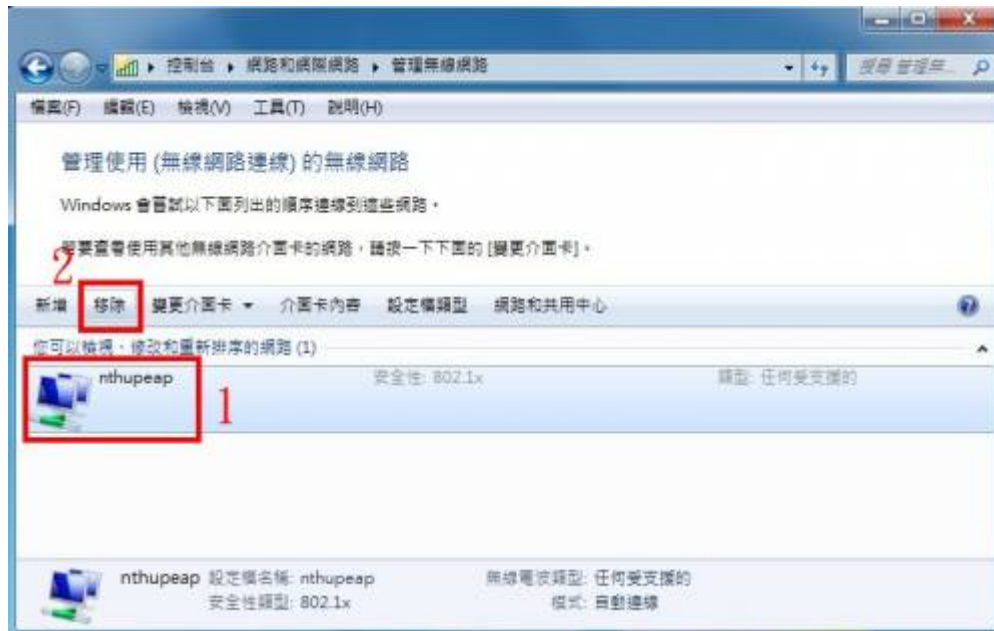 控制台 ▸ 網路和網際網路 ▸ 管理無線網路
搜尋 管理無...
檔案(F) 編輯(E) 檢視(V) 工具(T) 說明(H)
管理使用 (無線網路連線) 的無線網路
Windows 會嘗試以下面列出的順序連線到這些網路。
要查看使用其他無線網路介面卡的網路，請按一下下面的 [變更介面卡]。
2
新增 移除 變更介面卡 介面卡內容 設定檔類型 網路和共用中心
您可以檢視、修改和重新排序的網路 (1)
nthupeap 安全性: 802.1x 類型: 任何受支援的
1
nthupeap 設定檔名稱: nthupeap 無線電波類型: 任何受支援的
安全性類型: 802.1x 模式: 自動連線